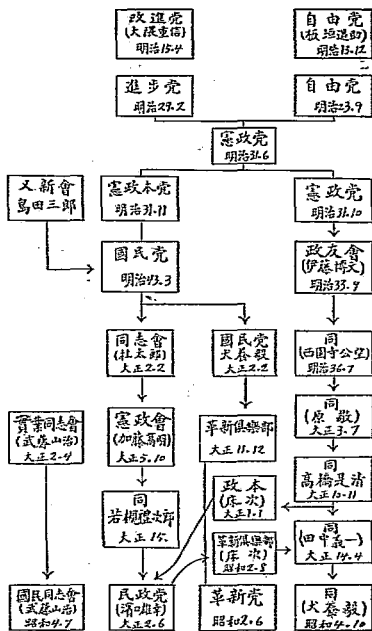 改進党
(大隈重信)
明治15.4
自由党
(板垣退助)
明治13.12
進步党
明治29.2
自由党
明治23.9
憲政党
明治31.6
又新會
島田三郎
憲政本党
明治31.11
憲政党
明治31.10
國民党
明治43.3
政友會
(伊藤博文)
明治33.9
同志會
(桂太郎)
大正2.2
國民党
犬養毅
大正2.2
同
(西園寺公望)
明治36.7
實業同志會
(武藤山治)
大正2-4
憲政會
(加藤高明)
大正5.10
革新俱樂部
大正11.12
同
(原敬)
大正3.7
同
若槻禮次郎
大正15.
政本
(床次)
大正1.1
同
高橋是清
大正10-11
革新俱樂部
(床次)
昭和2.8
同
(田中義一)
大正14.4
國民同志會
(武藤山治)
昭和4.7
民政党
(濱口雄幸)
大正2.6
革新党
昭和2.6
同
(犬養毅)
昭和4-10